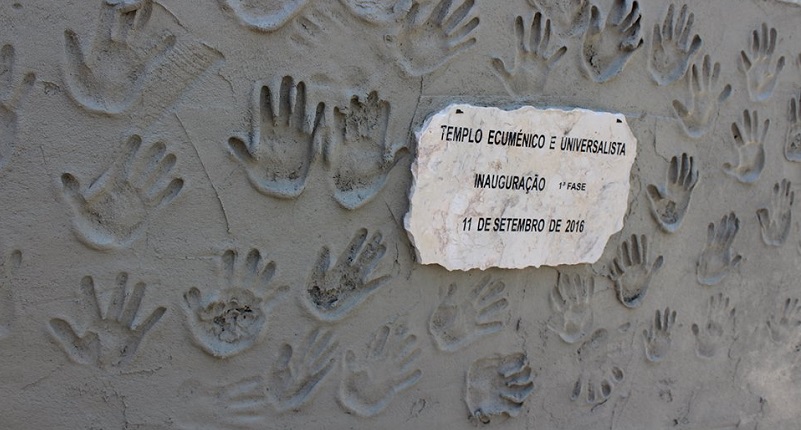 TEMPLO ECUMÉNICO E UNIVERSALISTA
INAUGURAÇÃO 1ª FASE
11 DE SETEMBRO DE 2016